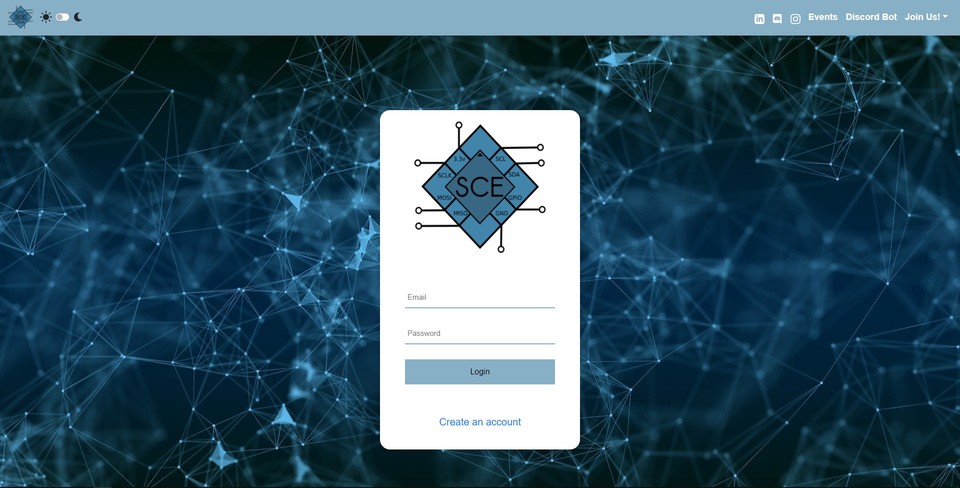 Events Discord Bot Join Us!
3.3v SCL
SCLK SDA
SCE
MOSI GPIO
MISO GND
Email
Password
Login
Create an account